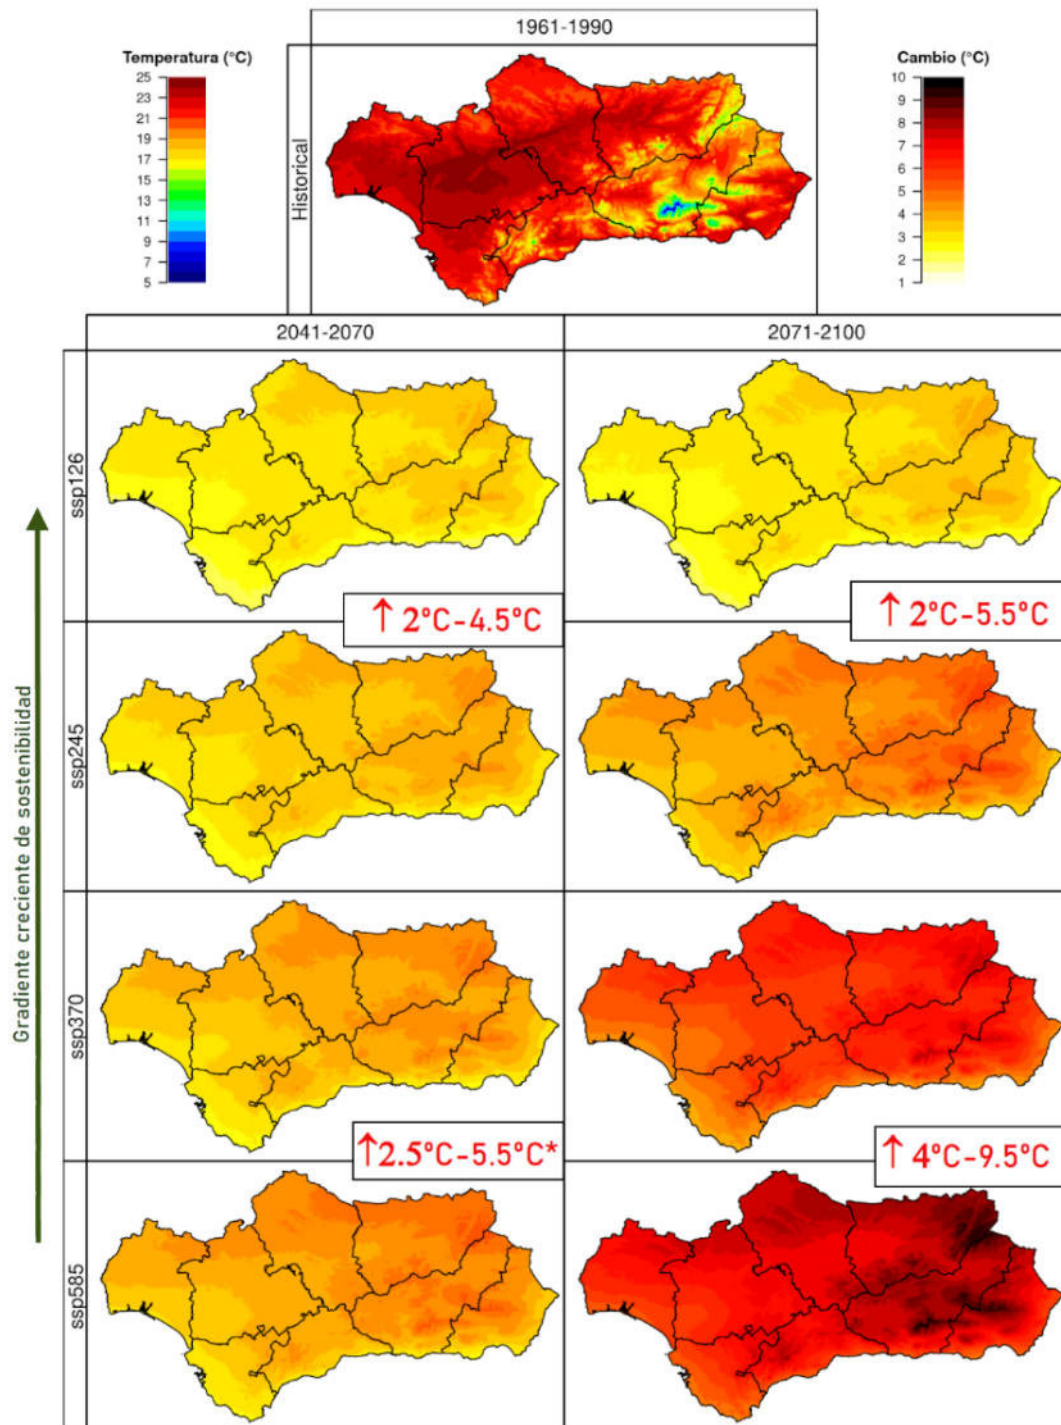 1961-1990
Temperatura (°C)
25
23
21
19
17
15
13
11
9
7
5
Historical
Cambio (°C)
10
9
8
7
6
5
4
3
2
1
2041-2070
2071-2100
ssp126
↑ 2°C-4.5°C
↑ 2°C-5.5°C
Gradiente creciente de sostenibilidad
ssp245
ssp370
↑2.5°C-5.5°C*
↑ 4°C-9.5°C
ssp585